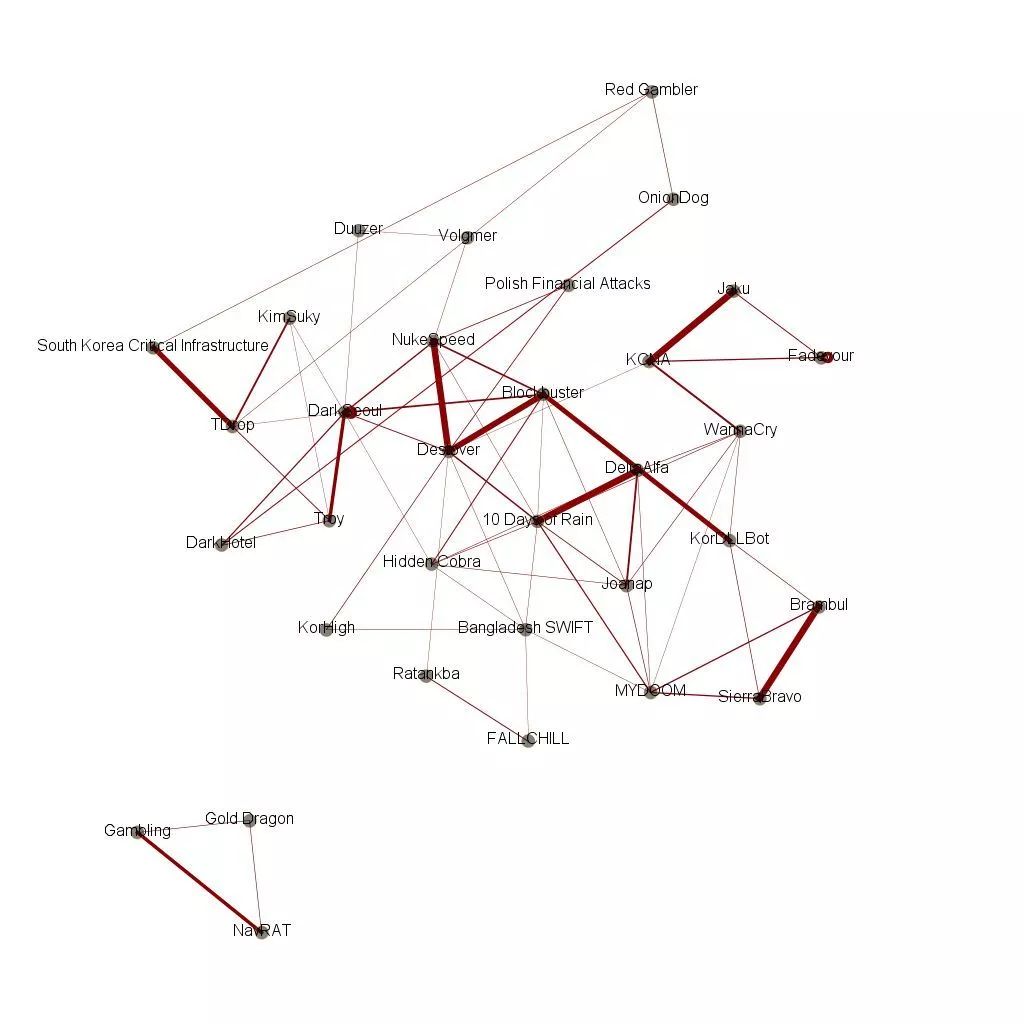 Red Gambler
OnionDog
Duuzer
Volgmer
Polish Financial Attacks
Jaku
KimSuky
NukeSpeed
South Korea Critical Infrastructure
KCNA
Fadevour
Blockbuster
DarkSeoul
TDrop
WannaCry
Destover
DeltaAlfa
10 Days of Rain
Troy
DarkHotel
KorDLLBot
Hidden Cobra
Joanap
Brambul
KorHigh
Bangladesh SWIFT
Ratankba
MYDOOM
SierraBravo
FALLCHILL
Gold Dragon
Gambling
NavRAT